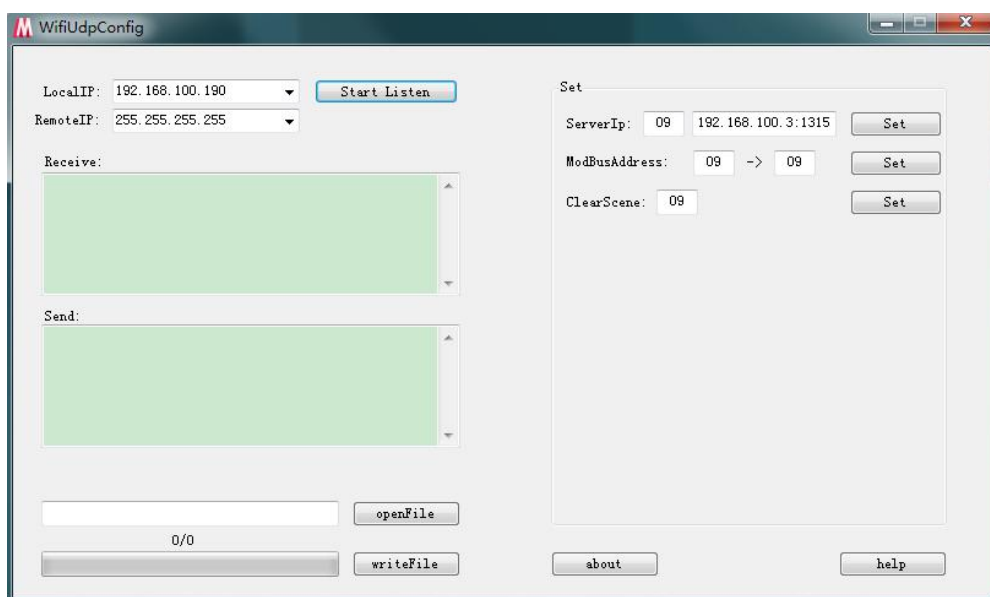 WifiUdpConfig
LocalIP: 192.168.100.190 Start Listen
RemoteIP: 255.255.255.255
Receive:
Send:
openFile
0/0
writeFile
Set
ServerIp: 09 192.168.100.3:1315 Set
ModBusAddress: 09 -> 09 Set
ClearScene: 09 Set
about help